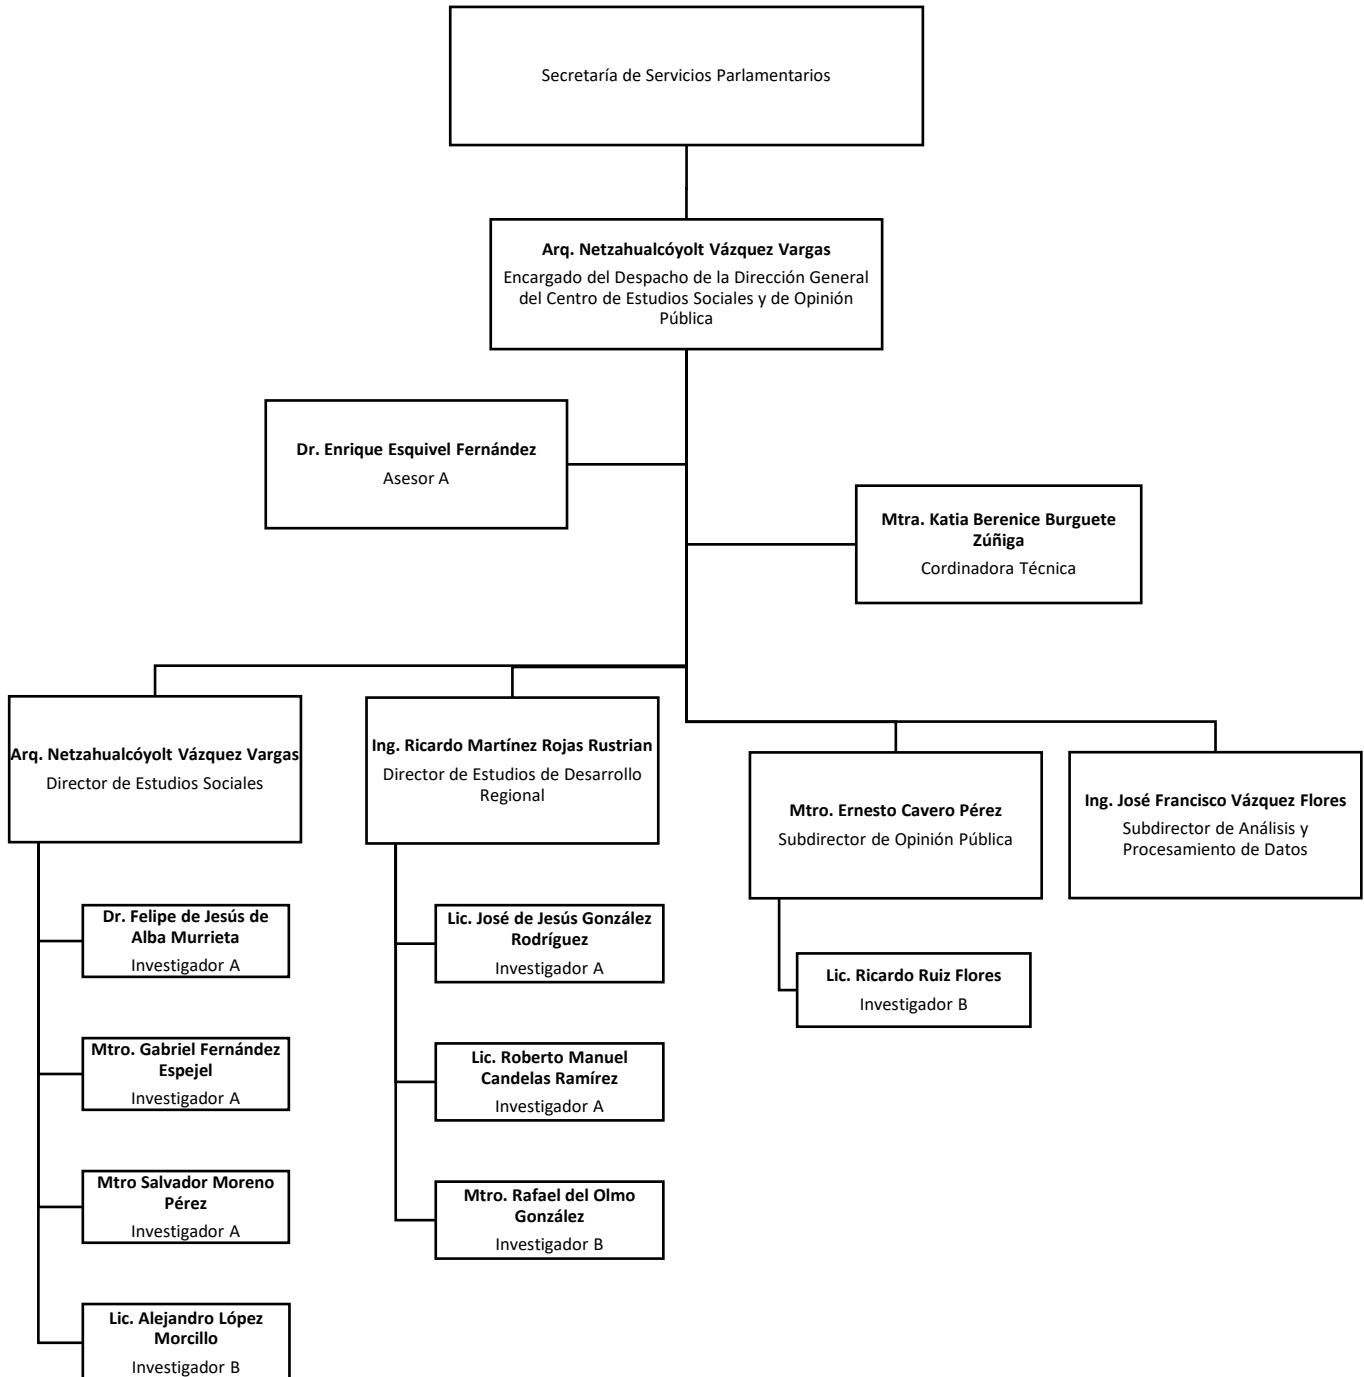 Secretaría de Servicios Parlamentarios
Arq. Netzahualcóyolt Vázquez Vargas
Encargado del Despacho de la Dirección General
del Centro de Estudios Sociales y de Opinión
Pública
Dr. Enrique Esquivel Fernández
Asesor A
Mtra. Katia Berenice Burguete
Zúñiga
Cordinadora Técnica
Arq. Netzahualcóyolt Vázquez Vargas
Director de Estudios Sociales
Ing. Ricardo Martínez Rojas Rustrian
Director de Estudios de Desarrollo
Regional
Mtro. Ernesto Cavero Pérez
Subdirector de Opinión Pública
Ing. José Francisco Vázquez Flores
Subdirector de Análisis y
Procesamiento de Datos
Dr. Felipe de Jesús de
Alba Murrieta
Investigador A
Mtro. Gabriel Fernández
Espejel
Investigador A
Mtro Salvador Moreno
Pérez
Investigador A
Lic. Alejandro López
Morcillo
Investigador B
Lic. José de Jesús González
Rodríguez
Investigador A
Lic. Roberto Manuel
Candelas Ramírez
Investigador A
Mtro. Rafael del Olmo
González
Investigador B
Lic. Ricardo Ruiz Flores
Investigador B